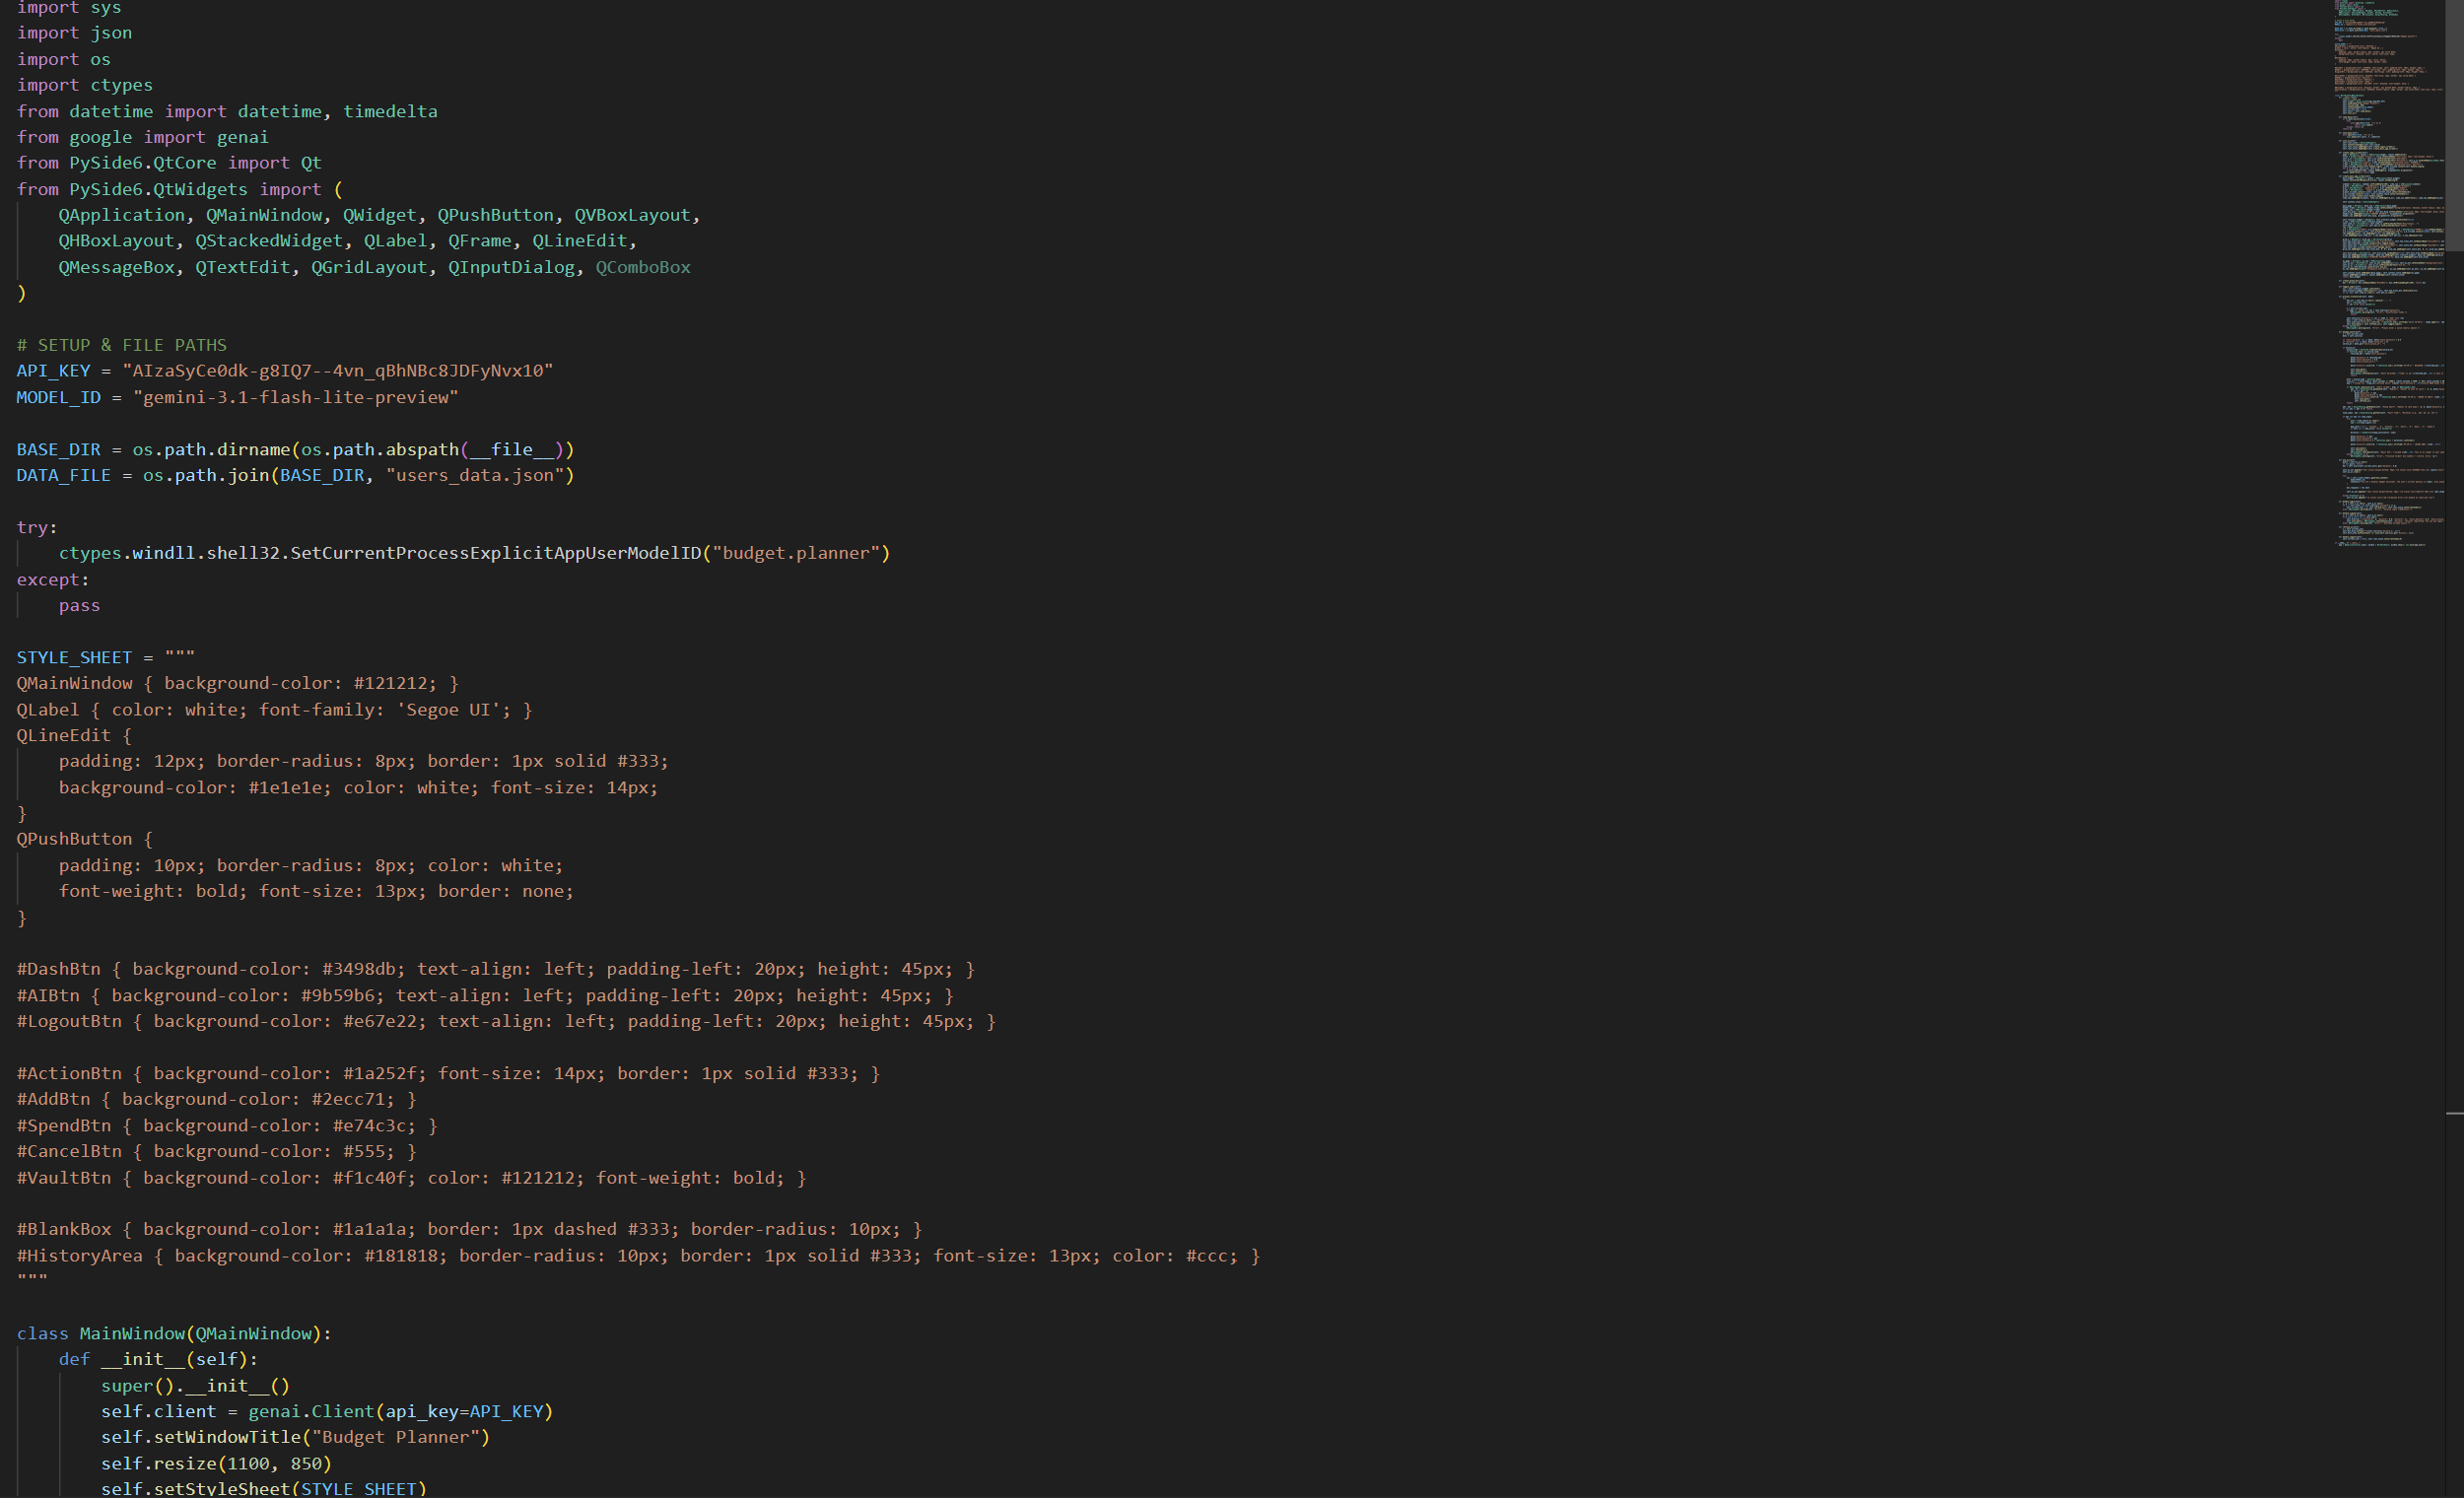 import sys
import json
import os
import ctypes
from datetime import datetime, timedelta
from google import genai
from PySide6.QtCore import Qt
from PySide6.QtWidgets import (
    QApplication, QMainWindow, QWidget, QPushButton, QVBoxLayout,
    QHBoxLayout, QStackedWidget, QLabel, QFrame, QLineEdit,
    QMessageBox, QTextEdit, QGridLayout, QInputDialog, QComboBox
)

# SETUP & FILE PATHS
API_KEY = "AIzaSyCe0dk-g8IQ7--4vn_qBhNBc8JDFyNvx10"
MODEL_ID = "gemini-3.1-flash-lite-preview"

BASE_DIR = os.path.dirname(os.path.abspath(__file__))
DATA_FILE = os.path.join(BASE_DIR, "users_data.json")

try:
    ctypes.windll.shell32.SetCurrentProcessExplicitAppUserModelID("budget.planner")
except:
    pass

STYLE_SHEET = """
QMainWindow { background-color: #121212; }
QLabel { color: white; font-family: 'Segoe UI'; }
QLineEdit {
    padding: 12px; border-radius: 8px; border: 1px solid #333;
    background-color: #1e1e1e; color: white; font-size: 14px;
}
QPushButton {
    padding: 10px; border-radius: 8px; color: white;
    font-weight: bold; font-size: 13px; border: none;
}

#DashBtn { background-color: #3498db; text-align: left; padding-left: 20px; height: 45px; }
#AIBtn { background-color: #9b59b6; text-align: left; padding-left: 20px; height: 45px; }
#LogoutBtn { background-color: #e67e22; text-align: left; padding-left: 20px; height: 45px; }

#ActionBtn { background-color: #1a252f; font-size: 14px; border: 1px solid #333; }
#AddBtn { background-color: #2ecc71; }
#SpendBtn { background-color: #e74c3c; }
#CancelBtn { background-color: #555; }
#VaultBtn { background-color: #f1c40f; color: #121212; font-weight: bold; }

#BlankBox { background-color: #1a1a1a; border: 1px dashed #333; border-radius: 10px; }
#HistoryArea { background-color: #181818; border-radius: 10px; border: 1px solid #333; font-size: 13px; color: #ccc; }
"""

class MainWindow(QMainWindow):
    def __init__(self):
        super().__init__()
        self.client = genai.Client(api_key=API_KEY)
        self.setWindowTitle("Budget Planner")
        self.resize(1100, 850)
        self.setStyleSheet(STYLE_SHEET)